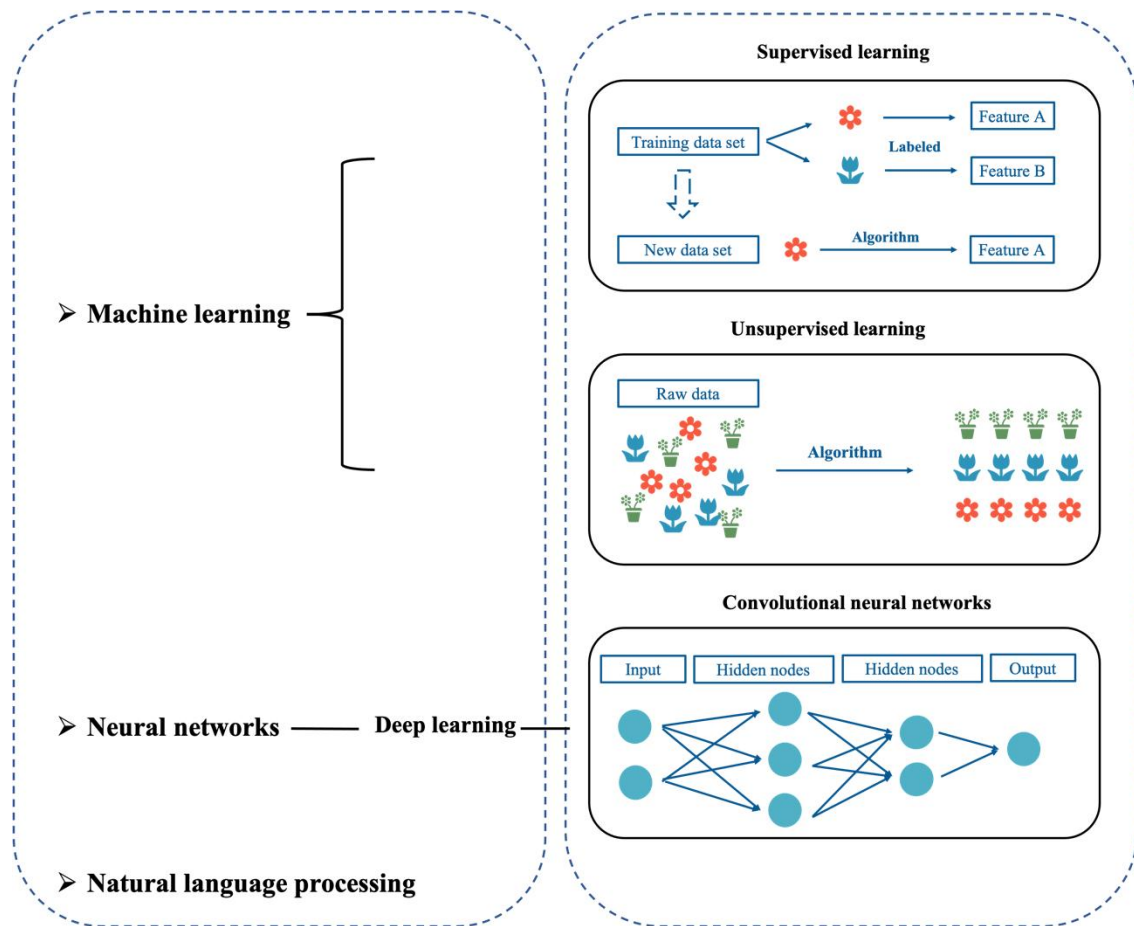 ➢ Machine learning
➢ Neural networks
Deep learning
➢ Natural language processing
Supervised learning
Training data set
Feature A
Labeled
Feature B
New data set
Algorithm
Feature A
Unsupervised learning
Raw data
Algorithm
Convolutional neural networks
Input
Hidden nodes
Hidden nodes
Output